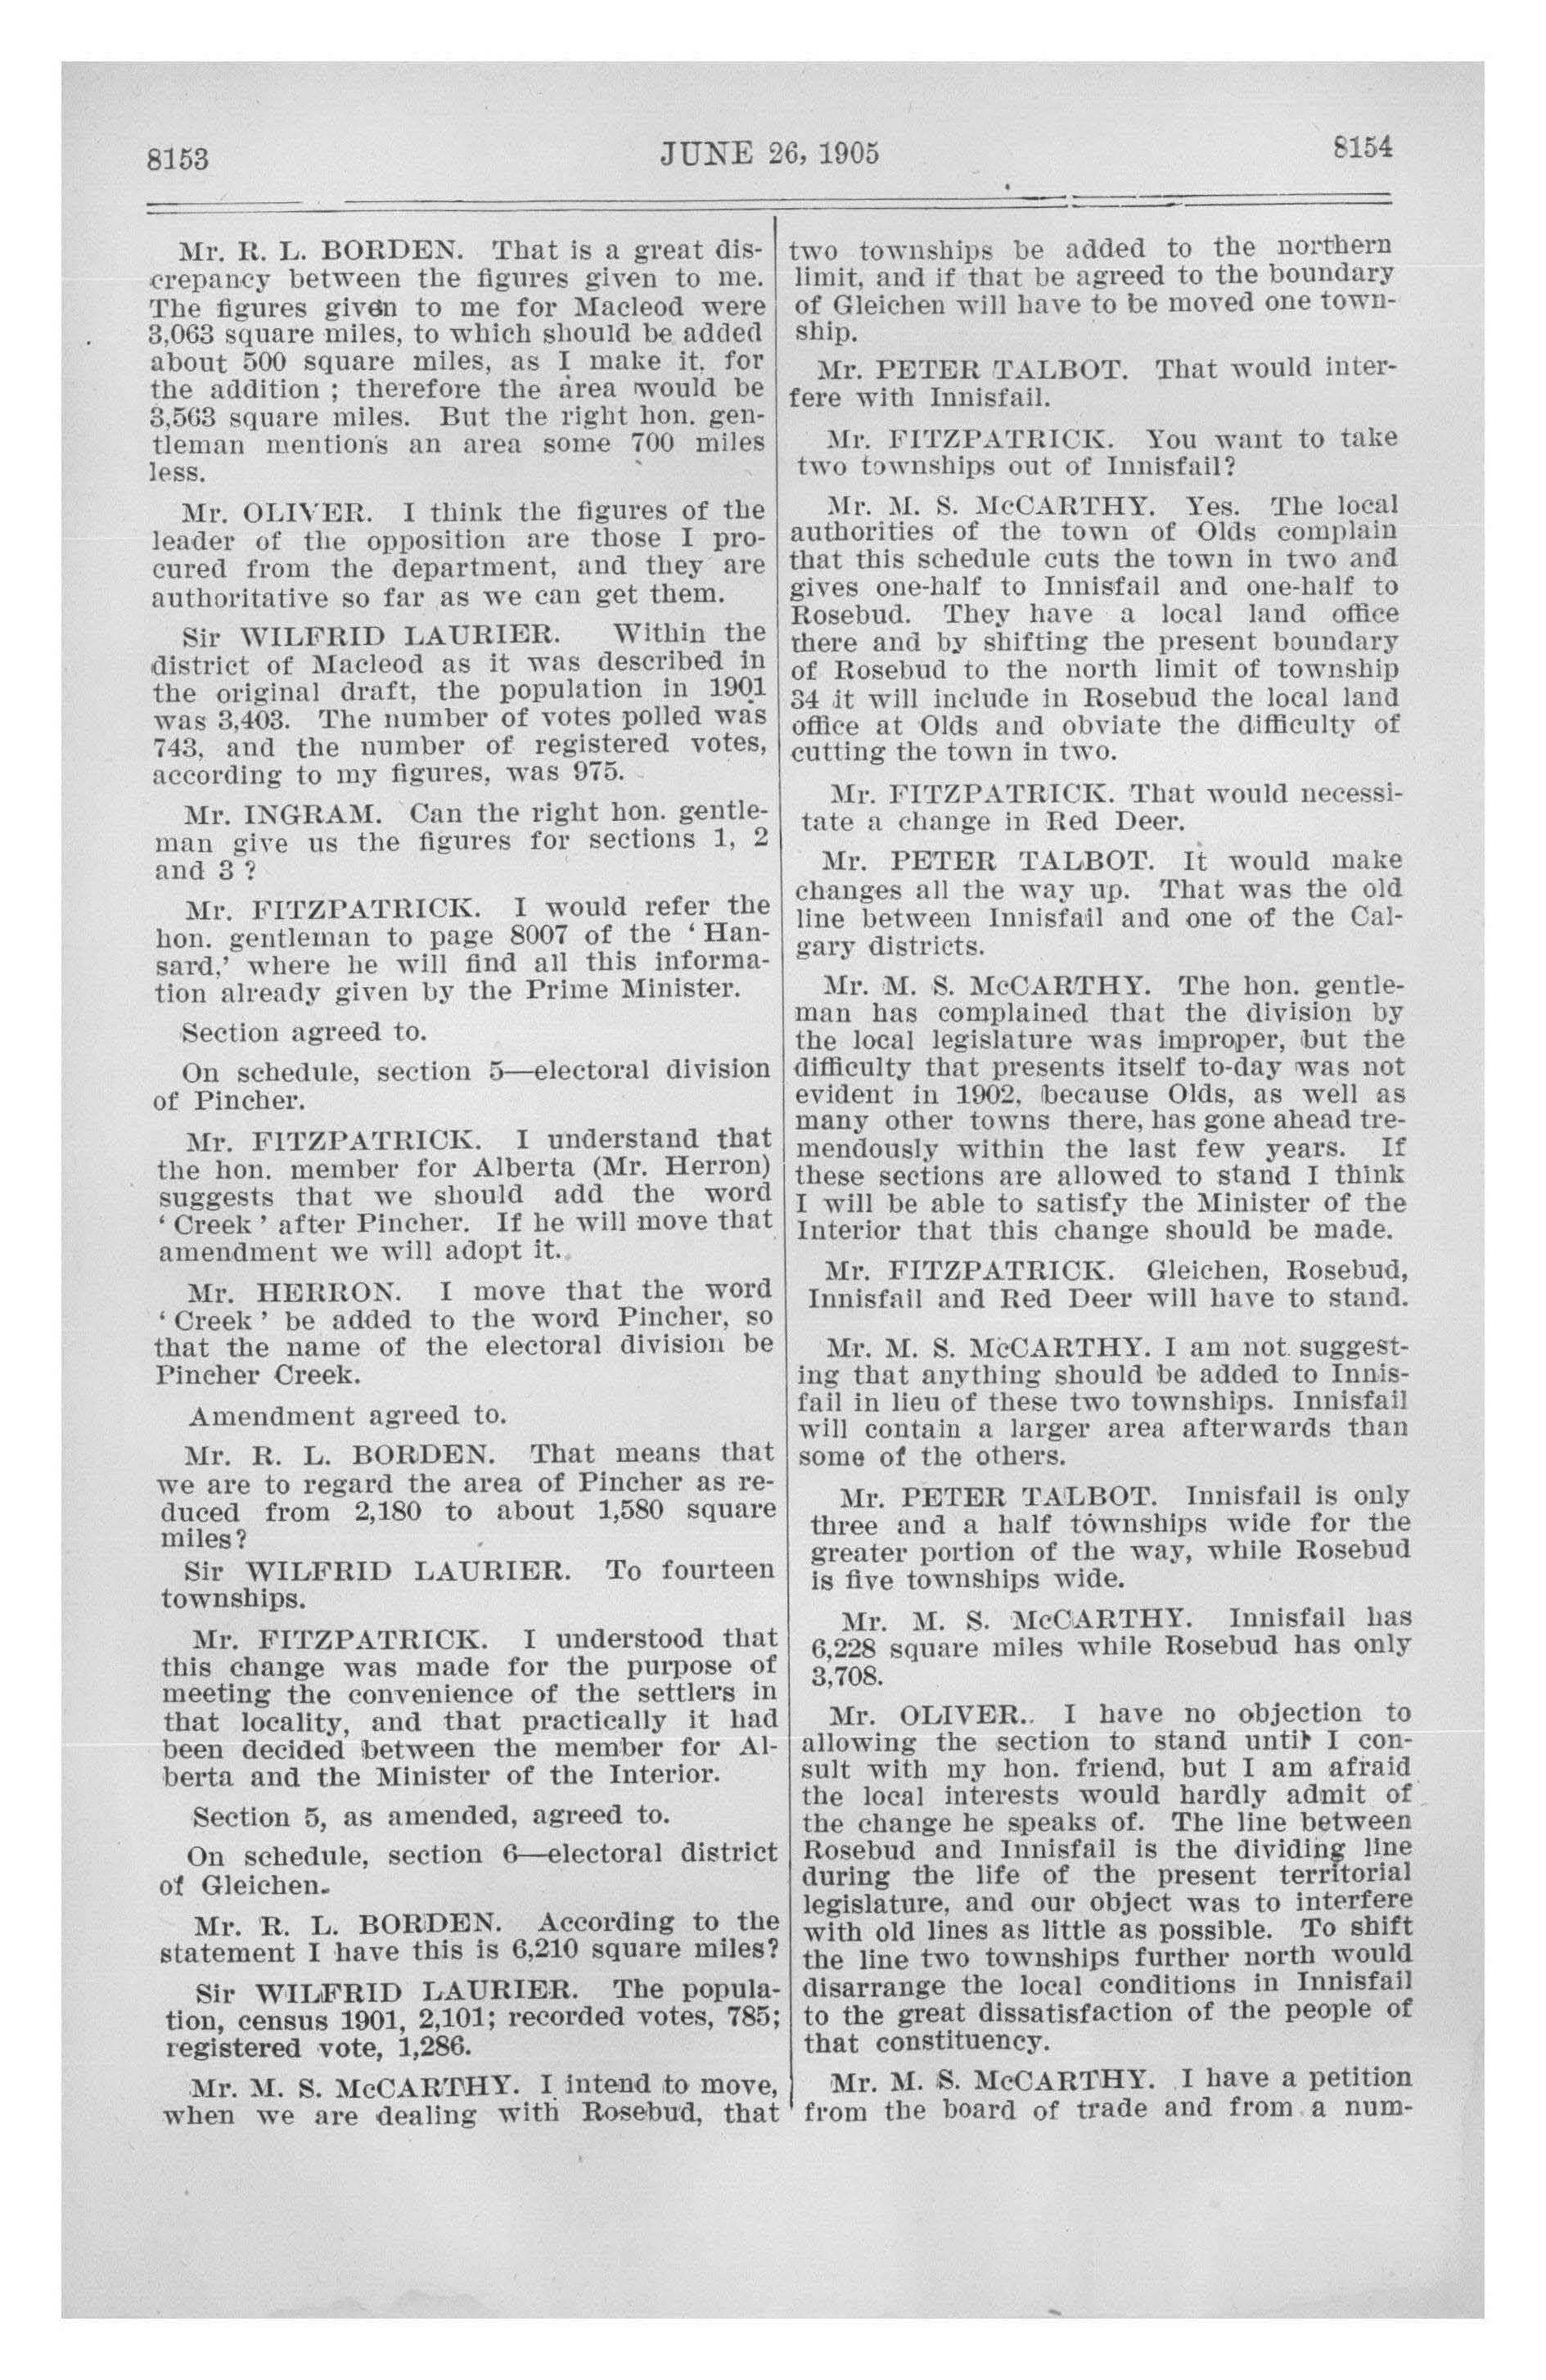 8153
JUNE 26, 1905
8154
Mr. R. L. BORDEN. That is a great dis-
crepancy between the figures given to me.
The figures given to me for Macleod were
3,063 square miles, to which should be added
about 500 square miles, as I make it, for
the addition ; therefore the area would be
3,563 square miles. But the right hon. gen-
tleman mentions an area some 700 miles
less.
Mr. OLIVER. I think the figures of the
leader of the opposition are those I pro-
cured from the department, and they are
authoritative so far as we can get them.
Sir WILFRID LAURIER. Within the
district of Macleod as it was described in
the original draft, the population in 1901
was 3,403. The number of votes polled was
743, and the number of registered votes,
according to my figures, was 975.
Mr. INGRAM. Can the right hon. gentle-
man give us the figures for sections 1, 2
and 3 ?
Mr. FITZPATRICK. I would refer the
hon. gentleman to page 8007 of the ‘ Han-
sard,’ where he will find all this informa-
tion already given by the Prime Minister.
Section agreed to.
On schedule, section 5—electoral division
of Pincher.
Mr. FITZPATRICK. I understand that
the hon. member for Alberta (Mr. Herron)
suggests that we should add the word
‘ Creek ’ after Pincher. If he will move that
amendment we will adopt it.
Mr. HERRON. I move that the word
‘ Creek ’ be added to the word Pincher, so
that the name of the electoral division be
Pincher Creek.
Amendment agreed to.
Mr. R. L. BORDEN. That means that
we are to regard the area of Pincher as re-
duced from 2,180 to about 1,580 square
miles?
Sir WILFRID LAURIER. To fourteen
townships.
Mr. FITZPATRICK. I understood that
this change was made for the purpose of
meeting the convenience of the settlers in
that locality, and that practically it had
been decided between the member for Al-
berta and the Minister of the Interior.
Section 5, as amended, agreed to.
On schedule, section 6—electoral district
of Gleichen.
Mr. R. L. BORDEN. According to the
statement I have this is 6,210 square miles?
Sir WILFRID LAURIER. The popula-
tion, census 1901, 2,101; recorded votes, 785;
registered vote, 1,286.
Mr. M. S. McCARTHY. I intend to move,
when we are dealing with Rosebud, that
two townships be added to the northern
limit, and if that be agreed to the boundary
of Gleichen will have to be moved one town-
ship.
Mr. PETER TALBOT. That would inter-
fere with Innisfail.
Mr. FITZPATRICK. You want to take
two townships out of Innisfail?
Mr. M. S. McCARTHY. Yes. The local
authorities of the town of Olds complain
that this schedule cuts the town in two and
gives one-half to Innisfail and one-half to
Rosebud. They have a local land office
there and by shifting the present boundary
of Rosebud to the north limit of township
34 it will include in Rosebud the local land
office at Olds and obviate the difficulty of
cutting the town in two.
Mr. FITZPATRICK. That would necessi-
tate a change in Red Deer.
Mr. PETER TALBOT. It would make
changes all the way up. That was the old
line between Innisfail and one of the Cal-
gary districts.
Mr. M. S. McCARTHY. The hon. gentle-
man has complained that the division by
the local legislature was improper, but the
difficulty that presents itself to-day was not
evident in 1902, because Olds, as well as
many other towns there, has gone ahead tre-
mendously within the last few years. If
these sections are allowed to stand I think
I will be able to satisfy the Minister of the
Interior that this change should be made.
Mr. FITZPATRICK. Gleichen, Rosebud,
Innisfail and Red Deer will have to stand.
Mr. M. S. McCARTHY. I am not suggest-
ing that anything should be added to Innis-
fail in lieu of these two townships. Innisfail
will contain a larger area afterwards than
some of the others.
Mr. PETER TALBOT. Innisfail is only
three and a half townships wide for the
greater portion of the way, while Rosebud
is five townships wide.
Mr. M. S. McCARTHY. Innisfail has
6,228 square miles while Rosebud has only
3,708.
Mr. OLIVER. I have no objection to
allowing the section to stand until I con-
sult with my hon. friend, but I am afraid
the local interests would hardly admit of
the change he speaks of. The line between
Rosebud and Innisfail is the dividing line
during the life of the present territorial
legislature, and our object was to interfere
with old lines as little as possible. To shift
the line two townships further north would
disarrange the local conditions in Innisfail
to the great dissatisfaction of the people of
that constituency.
Mr. M. S. McCARTHY. I have a petition
from the board of trade and from a num-